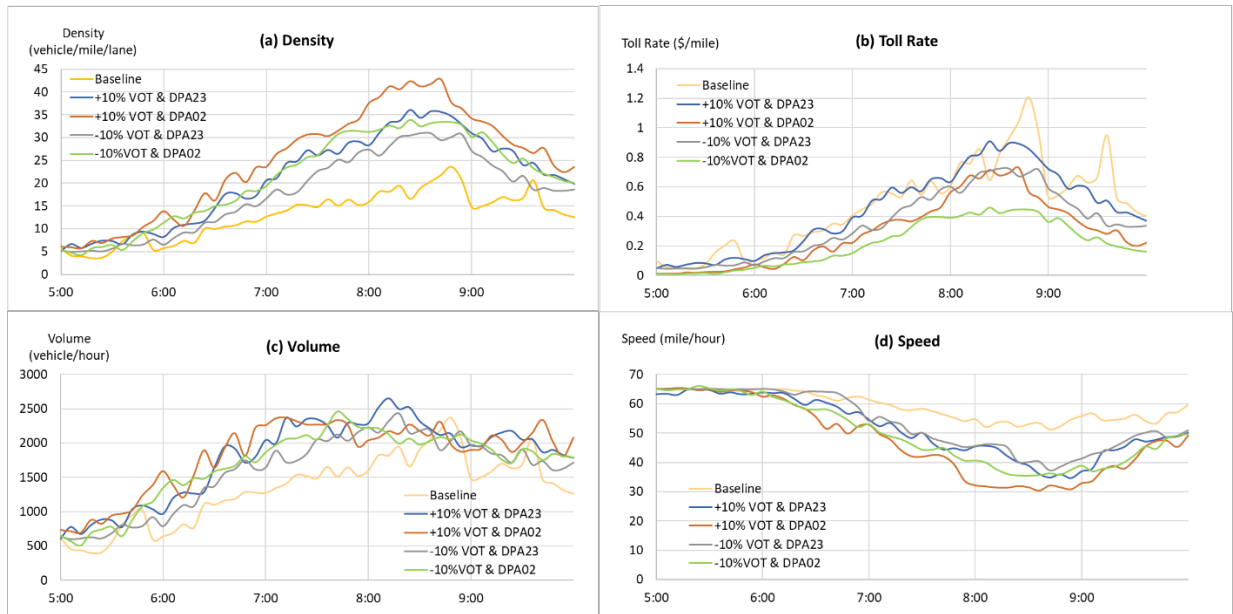 Density
(vehicle/mile/lane)
(a) Density
45
40
35
30
25
20
15
10
5
0
Baseline
+10% VOT & DPA23
+10% VOT & DPA02
-10% VOT & DPA23
-10%VOT & DPA02
5:00 6:00 7:00 8:00 9:00
Toll Rate ($/mile)
(b) Toll Rate
1.4
1.2
1
0.8
0.6
0.4
0.2
0
Baseline
+10% VOT & DPA23
+10% VOT & DPA02
-10% VOT & DPA23
-10%VOT & DPA02
5:00 6:00 7:00 8:00 9:00
Volume
(vehicle/hour)
(c) Volume
3000
2500
2000
1500
1000
500
0
Baseline
+10% VOT & DPA23
+10% VOT & DPA02
-10% VOT & DPA23
-10%VOT & DPA02
5:00 6:00 7:00 8:00 9:00
Speed (mile/hour)
(d) Speed
70
60
50
40
30
20
10
0
Baseline
+10% VOT & DPA23
+10% VOT & DPA02
-10% VOT & DPA23
-10%VOT & DPA02
5:00 6:00 7:00 8:00 9:00